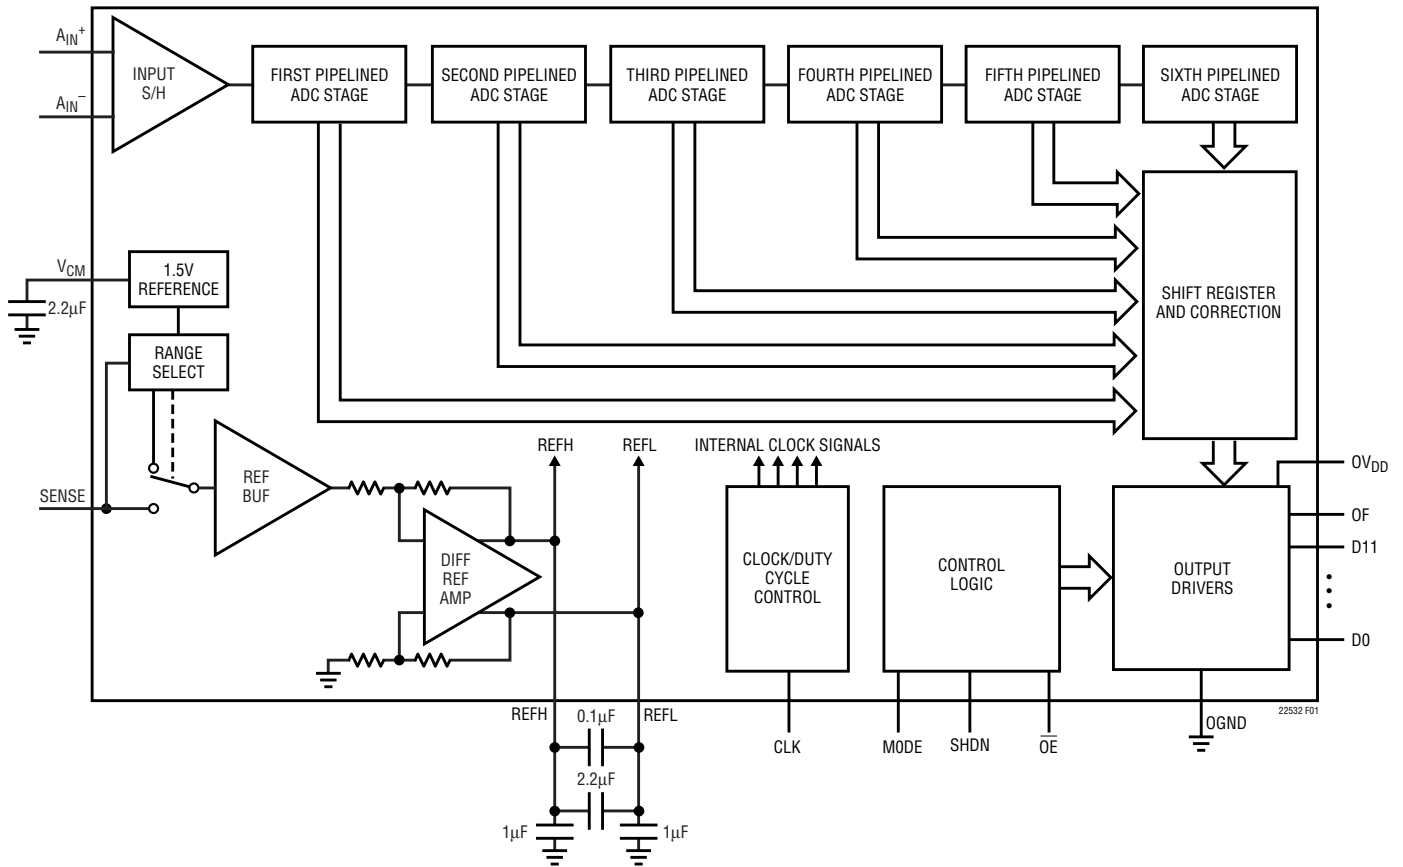 AIN+
AIN−
INPUT
S/H
FIRST PIPELINED
ADC STAGE
SECOND PIPELINED
ADC STAGE
THIRD PIPELINED
ADC STAGE
FOURTH PIPELINED
ADC STAGE
FIFTH PIPELINED
ADC STAGE
SIXTH PIPELINED
ADC STAGE
VCM
2.2µF
1.5V
REFERENCE
RANGE
SELECT
SHIFT REGISTER
AND CORRECTION
SENSE
REF
BUF
REFH
REFL
INTERNAL CLOCK SIGNALS
DIFF
REF
AMP
CLOCK/DUTY
CYCLE
CONTROL
CONTROL
LOGIC
OUTPUT
DRIVERS
OVDD
OF
D11
D0
REFH
0.1µF
REFL
2.2µF
1µF
1µF
CLK
MODE
SHDN
O̅E̅
OGND
22532 F01